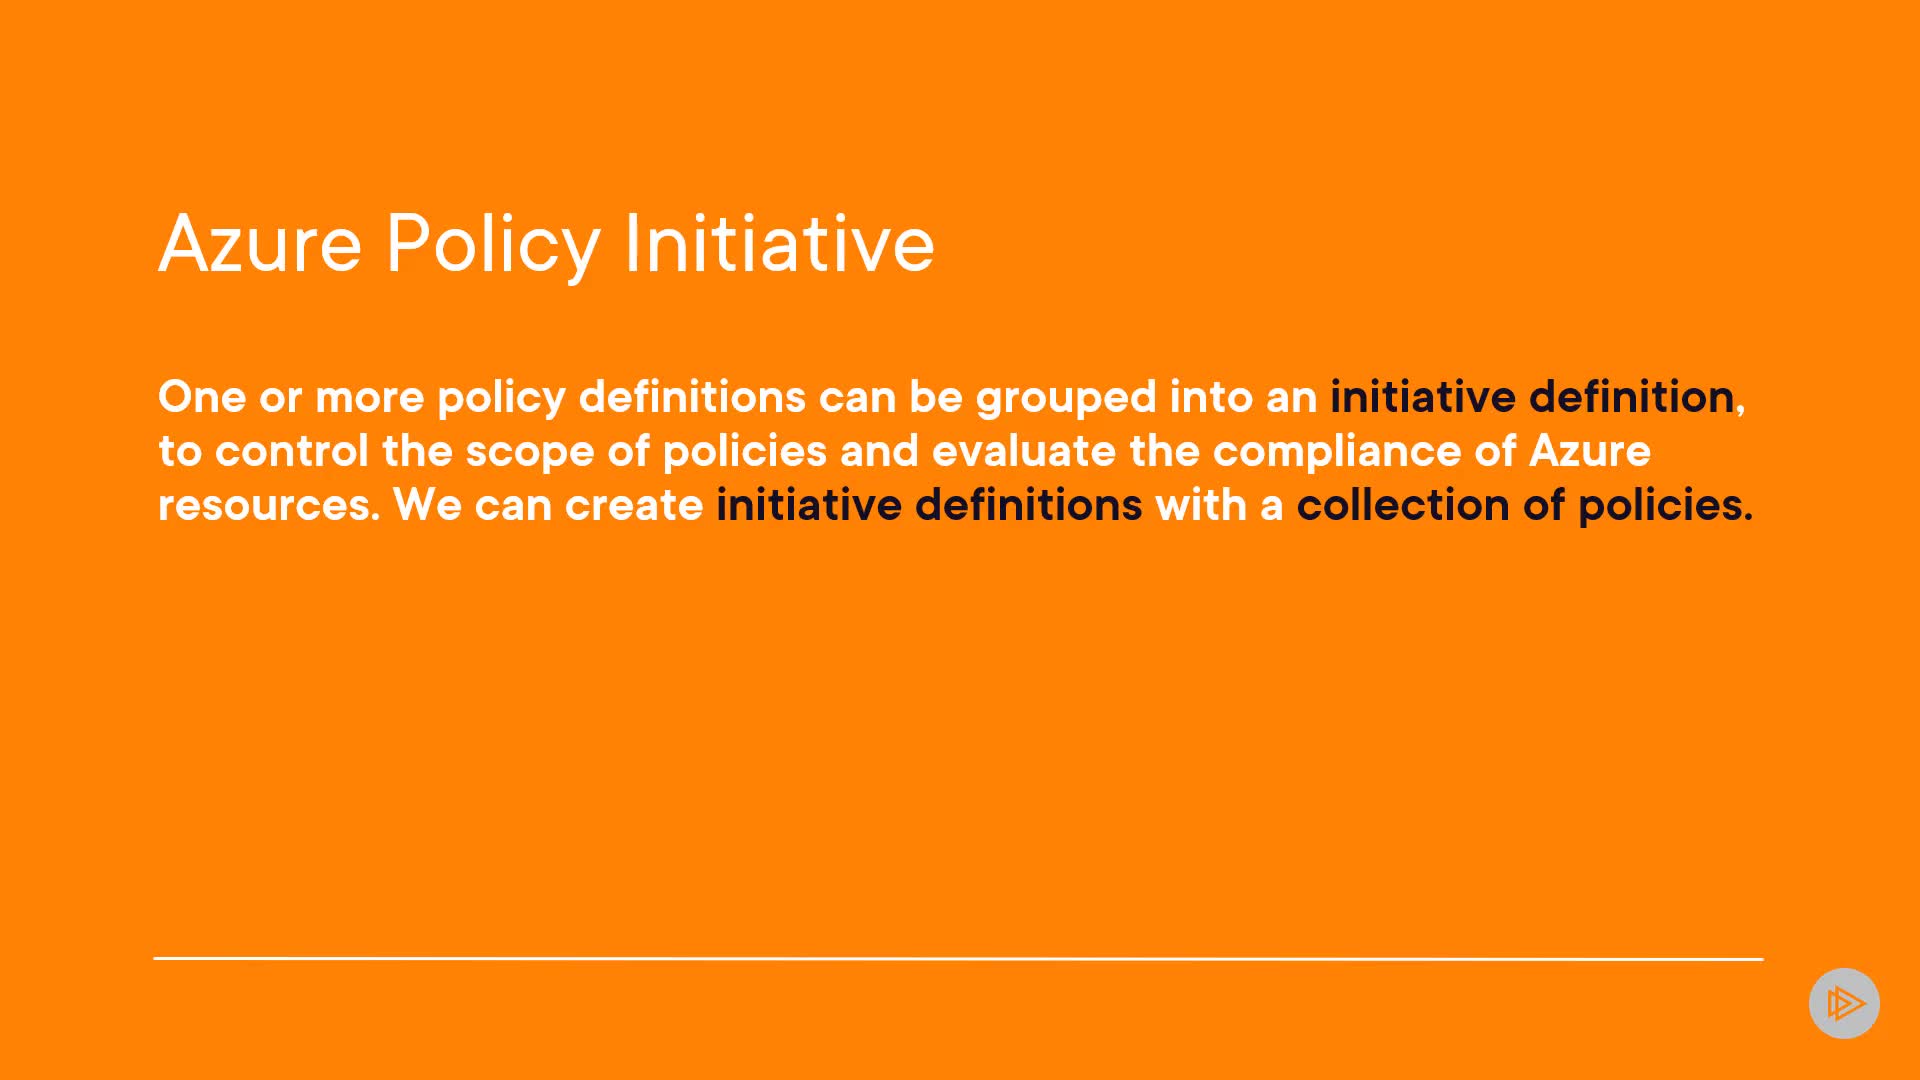 Azure Policy Initiative
One or more policy definitions can be grouped into an initiative definition,
to control the scope of policies and evaluate the compliance of Azure
resources. We can create initiative definitions with a collection of policies.